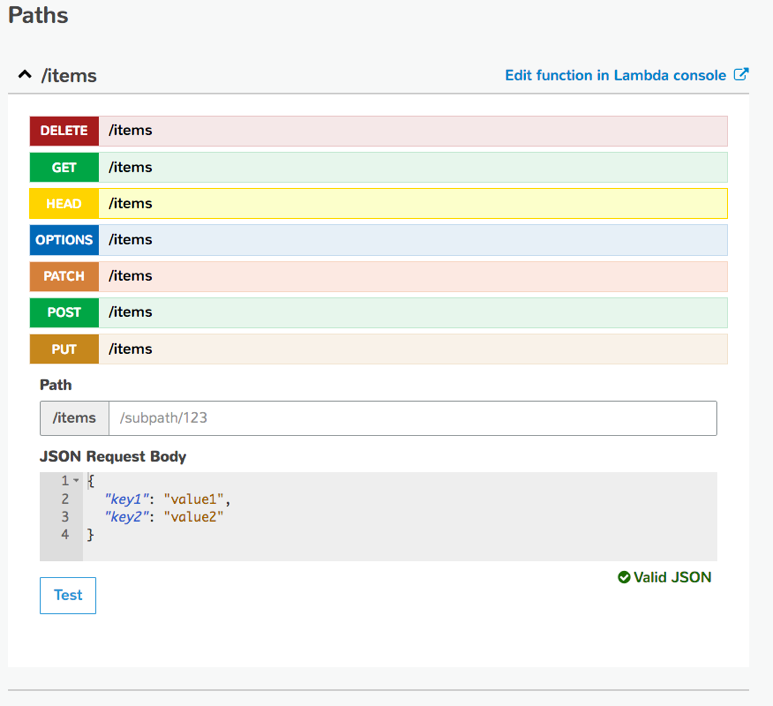 Paths
/items
Edit function in Lambda console
DELETE /items
GET /items
HEAD /items
OPTIONS /items
PATCH /items
POST /items
PUT /items
Path
/items /subpath/123
JSON Request Body
1 {
2 "key1": "value1",
3 "key2": "value2"
4 }
Valid JSON
Test